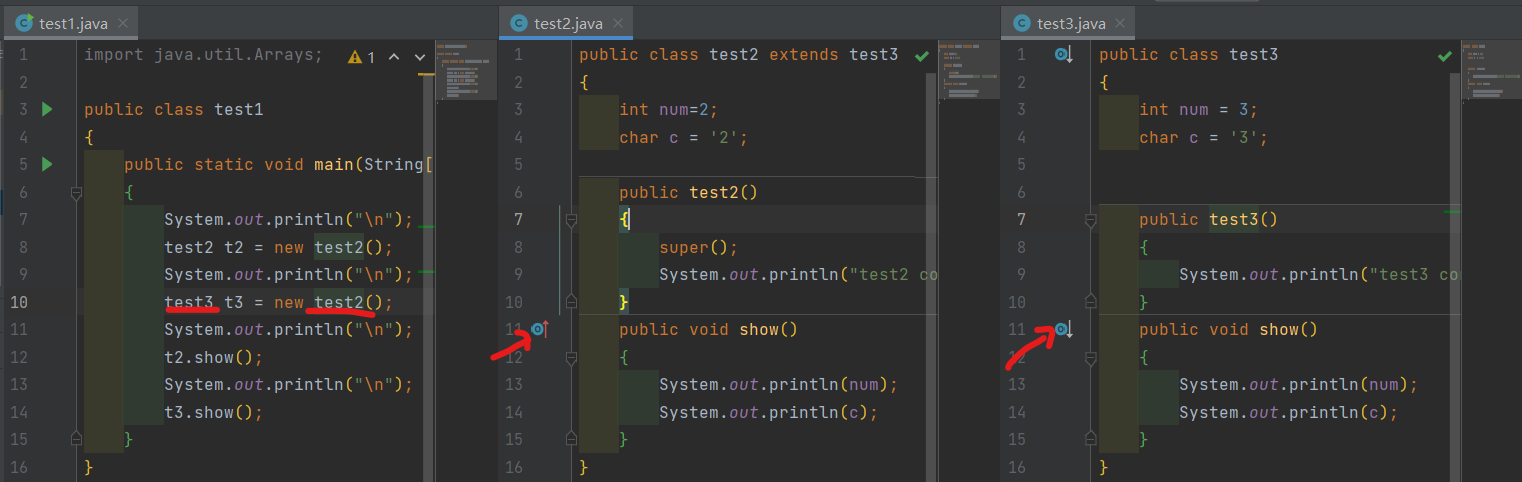 test1.java
1 import java.util.Arrays; 1
2
3 public class test1
4 {
5 public static void main(String[
6 {
7 System.out.println("\n");
8 test2 t2 = new test2();
9 System.out.println("\n");
10 test3 t3 = new test2();
11 System.out.println("\n");
12 t2.show();
13 System.out.println("\n");
14 t3.show();
15 }
16 }
test2.java
1 public class test2 extends test3
2 {
3 int num=2;
4 char c = '2';
5
6 public test2()
7 {
8 super();
9 System.out.println("test2 co
10 }
11 public void show()
12 {
13 System.out.println(num);
14 System.out.println(c);
15 }
16 }
test3.java
1 public class test3
2 {
3 int num = 3;
4 char c = '3';
5
6
7 public test3()
8 {
9 System.out.println("test3 co
10 }
11 public void show()
12 {
13 System.out.println(num);
14 System.out.println(c);
15 }
16 }